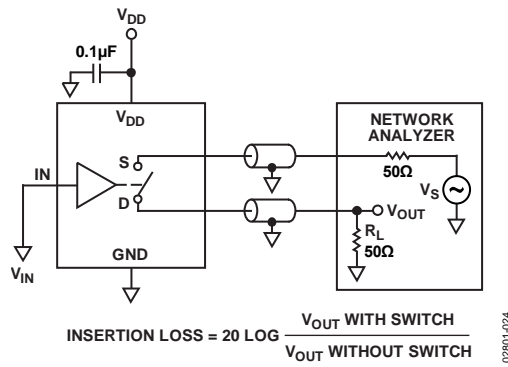 VDD
0.1µF
VDD
NETWORK
ANALYZER
S
IN
50Ω
VS
D
VOUT
RL
50Ω
GND
VIN
INSERTION LOSS = 20 LOG VOUT WITH SWITCH
VOUT WITHOUT SWITCH
02801-024